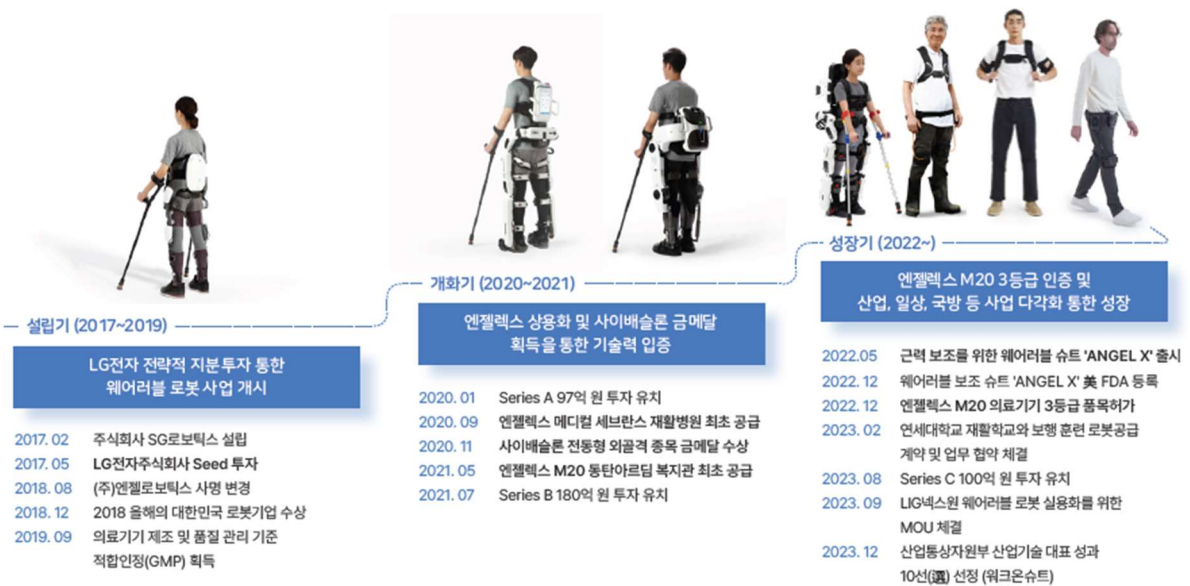 설립기 (2017~2019)
LG전자 전략적 지분투자 통한
웨어러블 로봇 사업 개시
2017. 02 주식회사 SG로보틱스 설립
2017. 05 LG전자주식회사 Seed 투자
2018. 08 (주)엔젤로보틱스 사명 변경
2018. 12 2018 올해의 대한민국 로봇기업 수상
2019. 09 의료기기 제조 및 품질 관리 기준
적합인정(GMP) 획득
개화기 (2020~2021)
엔젤렉스 상용화 및 사이배슬론 금메달
획득을 통한 기술력 입증
2020. 01 Series A 97억 원 투자 유치
2020. 09 엔젤렉스 메디컬 세브란스 재활병원 최초 공급
2020. 11 사이배슬론 전동형 외골격 종목 금메달 수상
2021. 05 엔젤렉스 M20 동탄아르딤 복지관 최초 공급
2021. 07 Series B 180억 원 투자 유치
성장기 (2022~)
엔젤렉스 M20 3등급 인증 및
산업, 일상, 국방 등 사업 다각화 통한 성장
2022.05 근력 보조를 위한 웨어러블 슈트 'ANGEL X' 출시
2022. 12 웨어러블 보조 슈트 'ANGEL X' 美 FDA 등록
2022. 12 엔젤렉스 M20 의료기기 3등급 품목허가
2023. 02 연세대학교 재활학교와 보행 훈련 로봇공급
계약 및 업무 협약 체결
2023. 08 Series C 100억 원 투자 유치
2023. 09 LIG넥스원 웨어러블 로봇 실용화를 위한
MOU 체결
2023. 12 산업통상자원부 산업기술 대표 성과
10선(選) 선정 (워크온슈트)